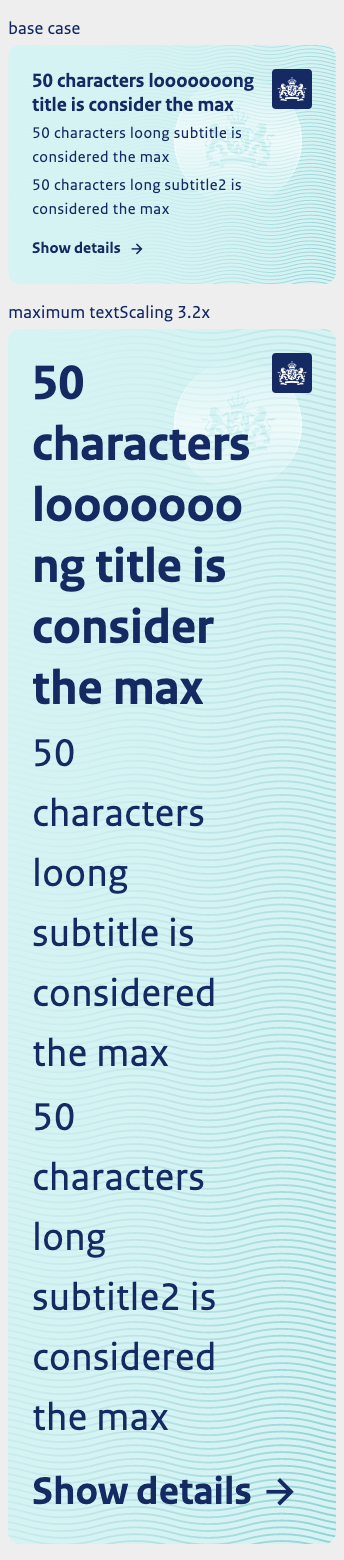 base case
50 characters looooooong
title is consider the max
50 characters loong subtitle is
considered the max
50 characters long subtitle2 is
considered the max
Show details →
maximum textScaling 3.2x
50
characters
looooooo
ng title is
consider
the max
50
characters
loong
subtitle is
considered
the max
50
characters
long
subtitle2 is
considered
the max
Show details →